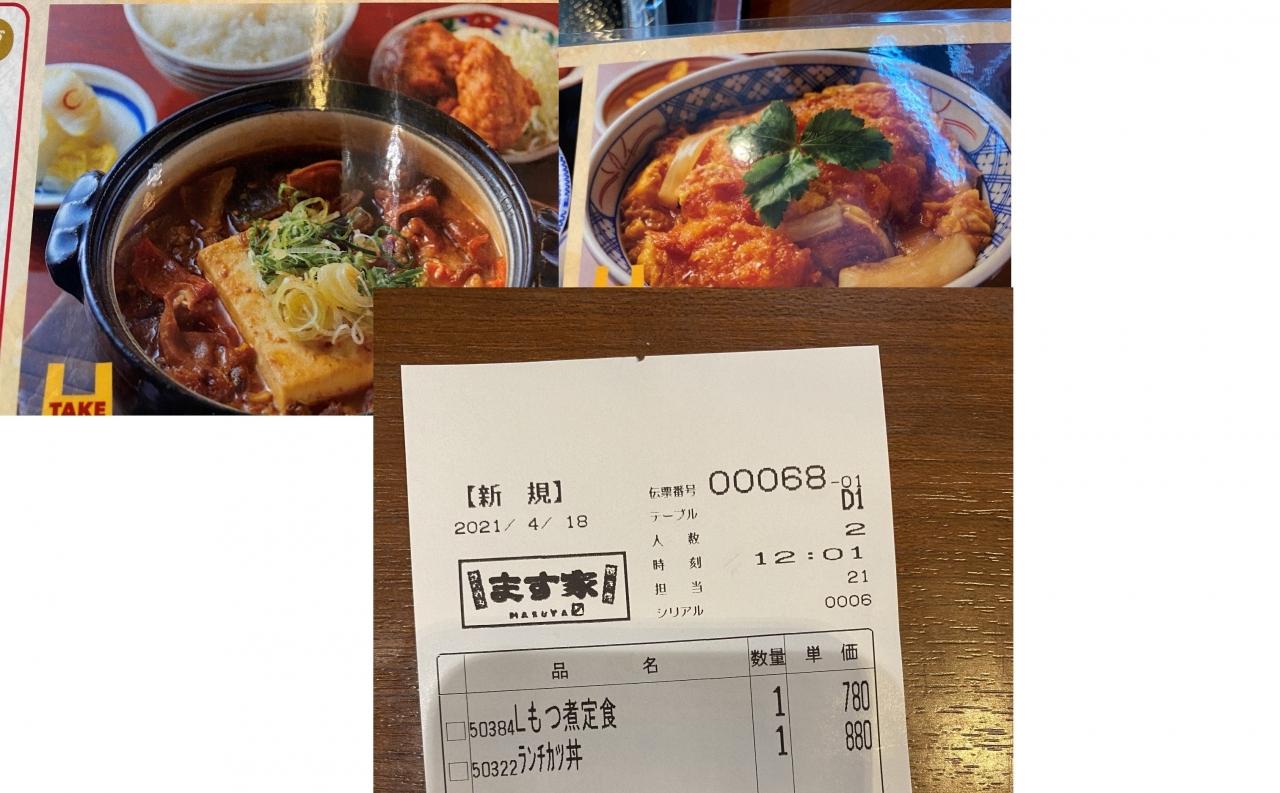 TAKE
【新 規】
2021/ 4/ 18
伝票番号 00068-01
テーブル D1
人 数 2
時 刻 12:01
担 当 21
シリアル 0006
ます家
MASUYA
品 名 数量 単 価
50384Lもつ煮定食 1 780
50322ランチカツ丼 1 880